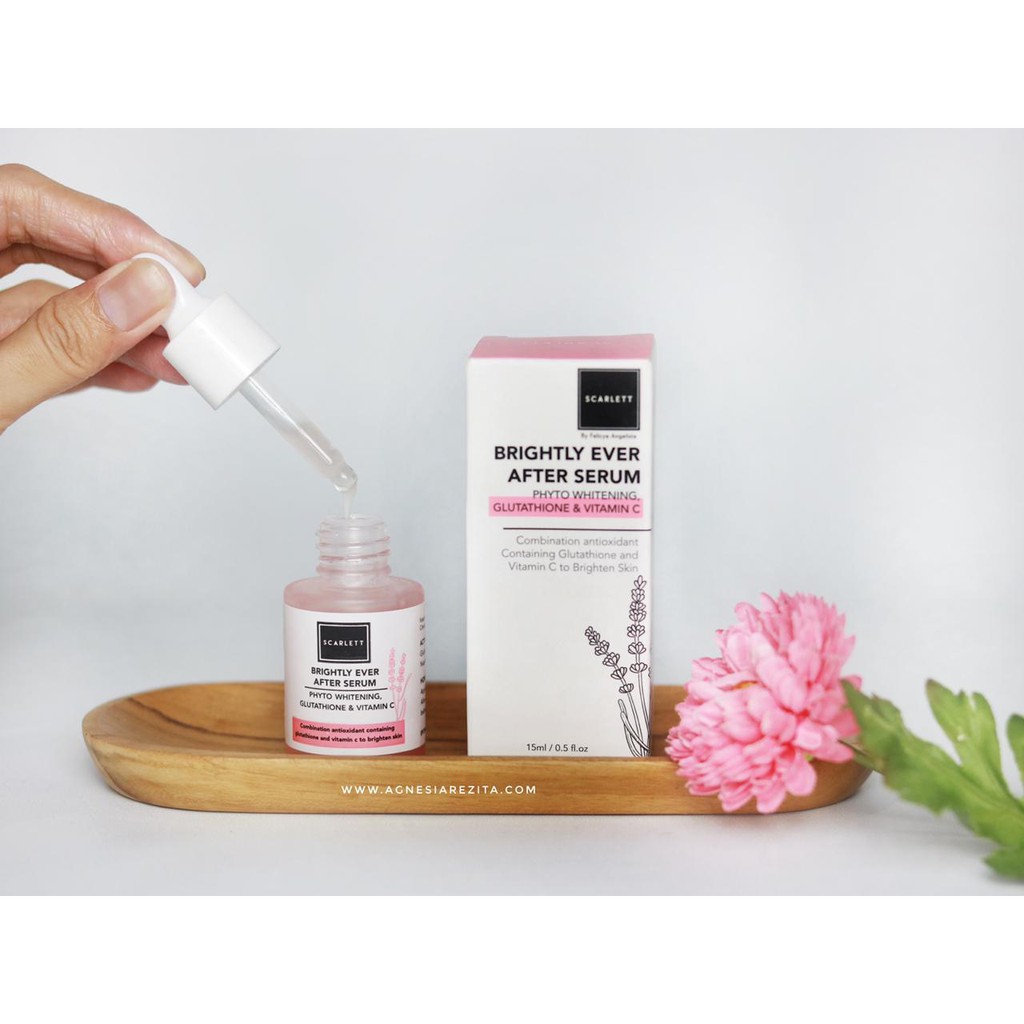 SCARLETT
By Felicya Angelista
BRIGHTLY EVER
AFTER SERUM
PHYTO WHITENING,
GLUTATHIONE & VITAMIN C
Combination antioxidant
Containing Glutathione and
Vitamin C to Brighten Skin
15ml / 0.5 fl.oz
SCARLETT
BRIGHTLY EVER
AFTER SERUM
PHYTO WHITENING,
GLUTATHIONE & VITAMIN C
Combination antioxidant containing
glutathione and vitamin c to brighten skin
WWW.AGNESIAREZITA.COM